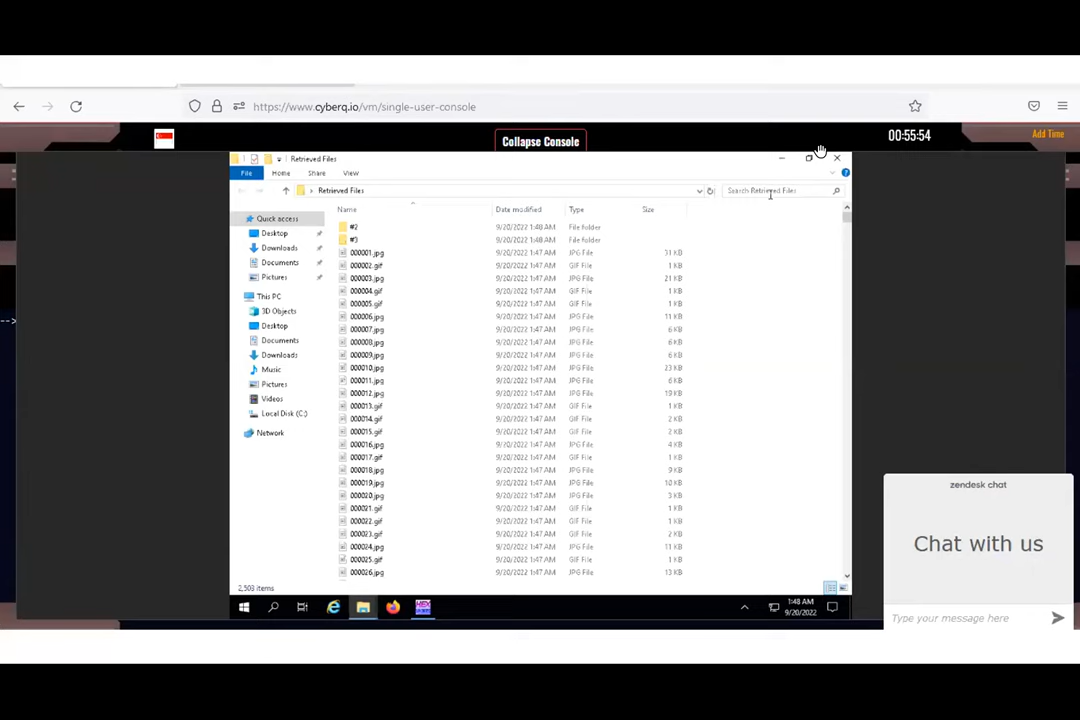 https://www.cyberq.io/vm/single-user-console
Collapse Console
00:55:54
Add Time
Retrieved Files
File Home Share View
Retrieved Files
Search Retrieved Files
Name Date modified Type Size
Quick access
Desktop
Downloads
Documents
Pictures
This PC
3D Objects
Desktop
Documents
Downloads
Music
Pictures
Videos
Local Disk (C:)
Network
#2 9/20/2022 1:48 AM File folder
#3 9/20/2022 1:48 AM File folder
000001.jpg 9/20/2022 1:47 AM JPG File 31 KB
000002.gif 9/20/2022 1:47 AM GIF File 1 KB
000003.jpg 9/20/2022 1:47 AM JPG File 21 KB
000004.gif 9/20/2022 1:47 AM GIF File 1 KB
000005.gif 9/20/2022 1:47 AM GIF File 1 KB
000006.jpg 9/20/2022 1:47 AM JPG File 11 KB
000007.jpg 9/20/2022 1:47 AM JPG File 6 KB
000008.jpg 9/20/2022 1:47 AM JPG File 6 KB
000009.jpg 9/20/2022 1:47 AM JPG File 6 KB
000010.jpg 9/20/2022 1:47 AM JPG File 23 KB
000011.jpg 9/20/2022 1:47 AM JPG File 6 KB
000012.jpg 9/20/2022 1:47 AM JPG File 19 KB
000013.gif 9/20/2022 1:47 AM GIF File 1 KB
000014.gif 9/20/2022 1:47 AM GIF File 2 KB
000015.gif 9/20/2022 1:47 AM GIF File 2 KB
000016.jpg 9/20/2022 1:47 AM JPG File 4 KB
000017.gif 9/20/2022 1:47 AM GIF File 1 KB
000018.jpg 9/20/2022 1:47 AM JPG File 9 KB
000019.jpg 9/20/2022 1:47 AM JPG File 10 KB
000020.jpg 9/20/2022 1:47 AM JPG File 3 KB
000021.gif 9/20/2022 1:47 AM GIF File 1 KB
000022.gif 9/20/2022 1:47 AM GIF File 1 KB
000023.gif 9/20/2022 1:47 AM GIF File 2 KB
000024.jpg 9/20/2022 1:47 AM JPG File 11 KB
000025.gif 9/20/2022 1:47 AM GIF File 1 KB
000026.jpg 9/20/2022 1:47 AM JPG File 13 KB
2,503 items
-->
HEX
1:48 AM
9/20/2022
zendesk chat
Chat with us
Type your message here